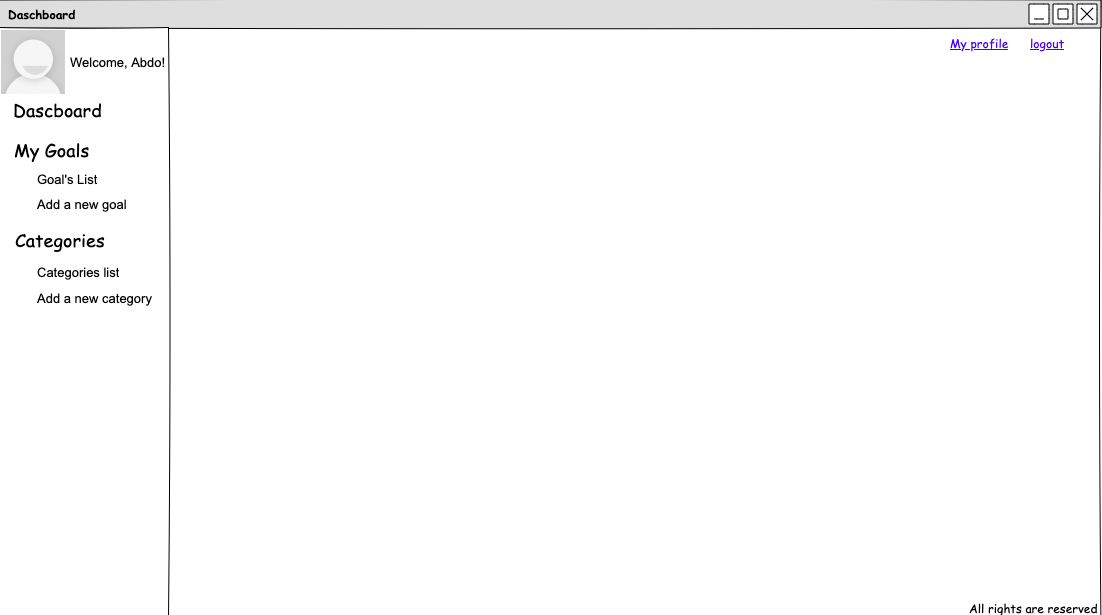 Daschboard
My profile
logout
Welcome, Abdo!
Dascboard
My Goals
Goal's List
Add a new goal
Categories
Categories list
Add a new category
All rights are reserved